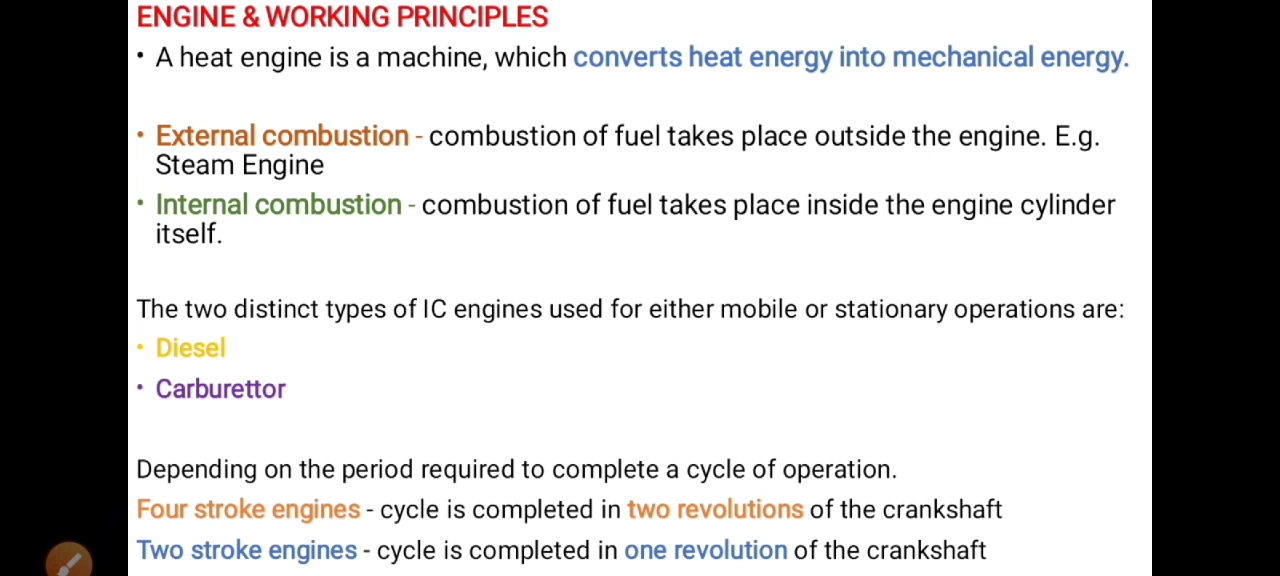 ENGINE & WORKING PRINCIPLES
• A heat engine is a machine, which converts heat energy into mechanical energy.
• External combustion - combustion of fuel takes place outside the engine. E.g.
Steam Engine
• Internal combustion - combustion of fuel takes place inside the engine cylinder
itself.
The two distinct types of IC engines used for either mobile or stationary operations are:
• Diesel
• Carburettor
Depending on the period required to complete a cycle of operation.
Four stroke engines - cycle is completed in two revolutions of the crankshaft
Two stroke engines - cycle is completed in one revolution of the crankshaft